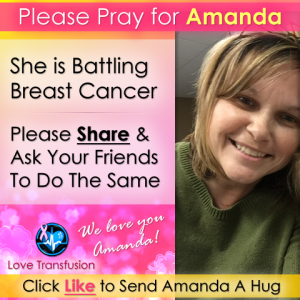 Please Pray for Amanda
She is Battling
Breast Cancer
Please Share &
Ask Your Friends
To Do The Same
We love you
Amanda!
Love Transfusion
Click Like to Send Amanda A Hug